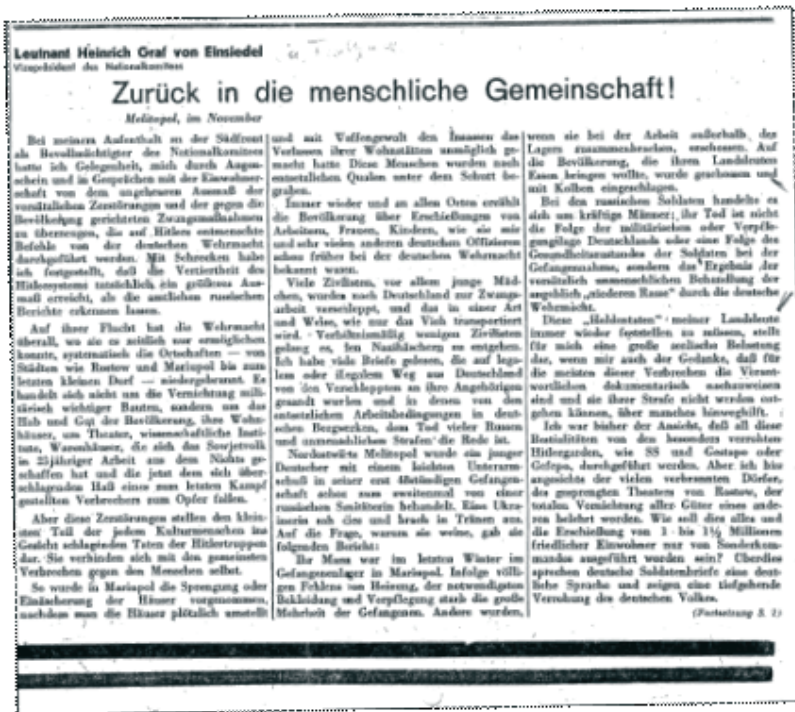 Leutnant Heinrich Graf von Einsiedel
Vizepräsident des Nationalkomitees
Zurück in die menschliche Gemeinschaft!
Melitopol, im November
Bei meinem Aufenthalt an der Südfront
als Bevollmächtigter des Nationalkomitees
hatte ich Gelegenheit, mich durch Augen-
schein und in Gesprächen mit der Einwohner-
schaft von dem ungeheuren Ausmaß der
vorsätzlichen Zerstörungen und der gegen die
Bevölkerung gerichteten Zwangsmaßnahmen
zu überzeugen, die auf Hitlers entmenschte
Befehle von der deutschen Wehrmacht
durchgeführt werden. Mit Schrecken habe
ich festgestellt, daß die Vertiertheit des
Hitlersystems tatsächlich ein größeres Aus-
maß erreicht, als die amtlichen russischen
Berichte erkennen lassen.
Auf ihrer Flucht hat die Wehrmacht
überall, wo sie es zeitlich nur ermöglichen
konnte, systematisch die Ortschaften — von
Städten wie Rostow und Mariupol bis zum
letzten kleinen Dorf — niedergebrannt. Es
handelt sich nicht um die Vernichtung mili-
tärisch wichtiger Bauten, sondern um das
Hab und Gut der Bevölkerung, ihre Wohn-
häuser, um Theater, wissenschaftliche Insti-
tute, Warenhäuser, die sich das Sowjetvolk
in 25jähriger Arbeit aus dem Nichts ge-
schaffen hat und die jetzt dem sich über-
schlagenden Haß eines zum letzten Kampf
gestellten Verbrechers zum Opfer fallen.
Aber diese Zerstörungen stellen den klein-
sten Teil der jedem Kulturmenschen ins
Gesicht schlagenden Taten der Hitlertruppen
dar. Sie verbinden sich mit den gemeinsten
Verbrechen gegen den Menschen selbst.
So wurde in Mariupol die Sprengung oder
Einäscherung der Häuser vorgenommen,
nachdem man die Häuser plötzlich umstellt
und mit Waffengewalt den Insassen das
Verlassen ihrer Wohnstätten unmöglich ge-
macht hatte. Diese Menschen wurden nach
entsetzlichen Qualen unter dem Schutt be-
graben.
Immer wieder und an allen Orten erzählt
die Bevölkerung über Erschießungen von
Arbeitern, Frauen, Kindern, wie sie mir
und sehr vielen anderen deutschen Offizieren
schon früher bei der deutschen Wehrmacht
bekannt waren.
Viele Zivilisten, vor allem junge Mäd-
chen, wurden nach Deutschland zur Zwangs-
arbeit verschleppt, und das in einer Art
und Weise, wie nur das Vieh transportiert
wird. Verhältnismäßig wenigen Zivilisten
gelang es, den Nazihäschern zu entgehen.
Ich habe viele Briefe gelesen, die auf lega-
lem oder illegalem Weg aus Deutschland
von den Verschleppten an ihre Angehörigen
gesandt wurden und in denen von den
entsetzlichen Arbeitsbedingungen in deut-
schen Bergwerken, dem Tod vieler Russen
und unmenschlichen Strafen die Rede ist.
Nordostwärts Melitopol wurde ein junger
Deutscher mit einem leichten Unterarm-
schuß in seiner erst 48stündigen Gefangen-
schaft schon zum zweitenmal von einer
russischen Sanitäterin behandelt. Eine Ukra-
inerin sah dies und brach in Tränen aus.
Auf die Frage, warum sie weine, gab sie
folgenden Bericht:
Ihr Mann war im letzten Winter im
Gefangenenlager in Mariupol. Infolge völli-
gen Fehlens von Heizung, der notwendigsten
Bekleidung und Verpflegung starb die große
Mehrheit der Gefangenen. Andere wurden,
wenn sie bei der Arbeit außerhalb des
Lagers zusammenbrachen, erschossen. Auf
die Bevölkerung, die ihren Landsleuten
Essen bringen wollte, wurde geschossen und
mit Kolben eingeschlagen.
Bei den russischen Soldaten handelte es
sich um kräftige Männer; ihr Tod ist nicht
die Folge der militärischen oder Verpfle-
gungslage Deutschlands oder eine Folge des
Gesundheitszustandes der Soldaten bei der
Gefangennahme, sondern das Ergebnis der
vorsätzlich unmenschlichen Behandlung der
angeblich „niederen Rasse" durch die deutsche
Wehrmacht.
Diese „Heldentaten" meiner Landsleute
immer wieder feststellen zu müssen, stellt
für mich eine große seelische Belastung
dar, wenn mir auch der Gedanke, daß für
die meisten dieser Verbrechen die Verant-
wortlichen dokumentarisch nachzuweisen
sind und sie ihrer Strafe nicht werden ent-
gehen können, über manches hinweghilft.
Ich war bisher der Ansicht, daß all diese
Bestialitäten von den besonders verrohten
Hitlergarden, wie SS und Gestapo oder
Gefepo, durchgeführt werden. Aber ich bin
angesichts der vielen verbrannten Dörfer,
des gesprengten Theaters von Rostow, der
totalen Vernichtung aller Güter eines ande-
ren belehrt worden. Wie soll dies alles und
die Erschießung von 1 - bis 1½ Millionen
friedlicher Einwohner nur von Sonderkom-
mandos ausgeführt worden sein? Überdies
sprechen deutsche Soldatenbriefe eine deut-
liche Sprache und zeigen eine tiefgehende
Verrohung des deutschen Volkes.
(Fortsetzung S. 2)